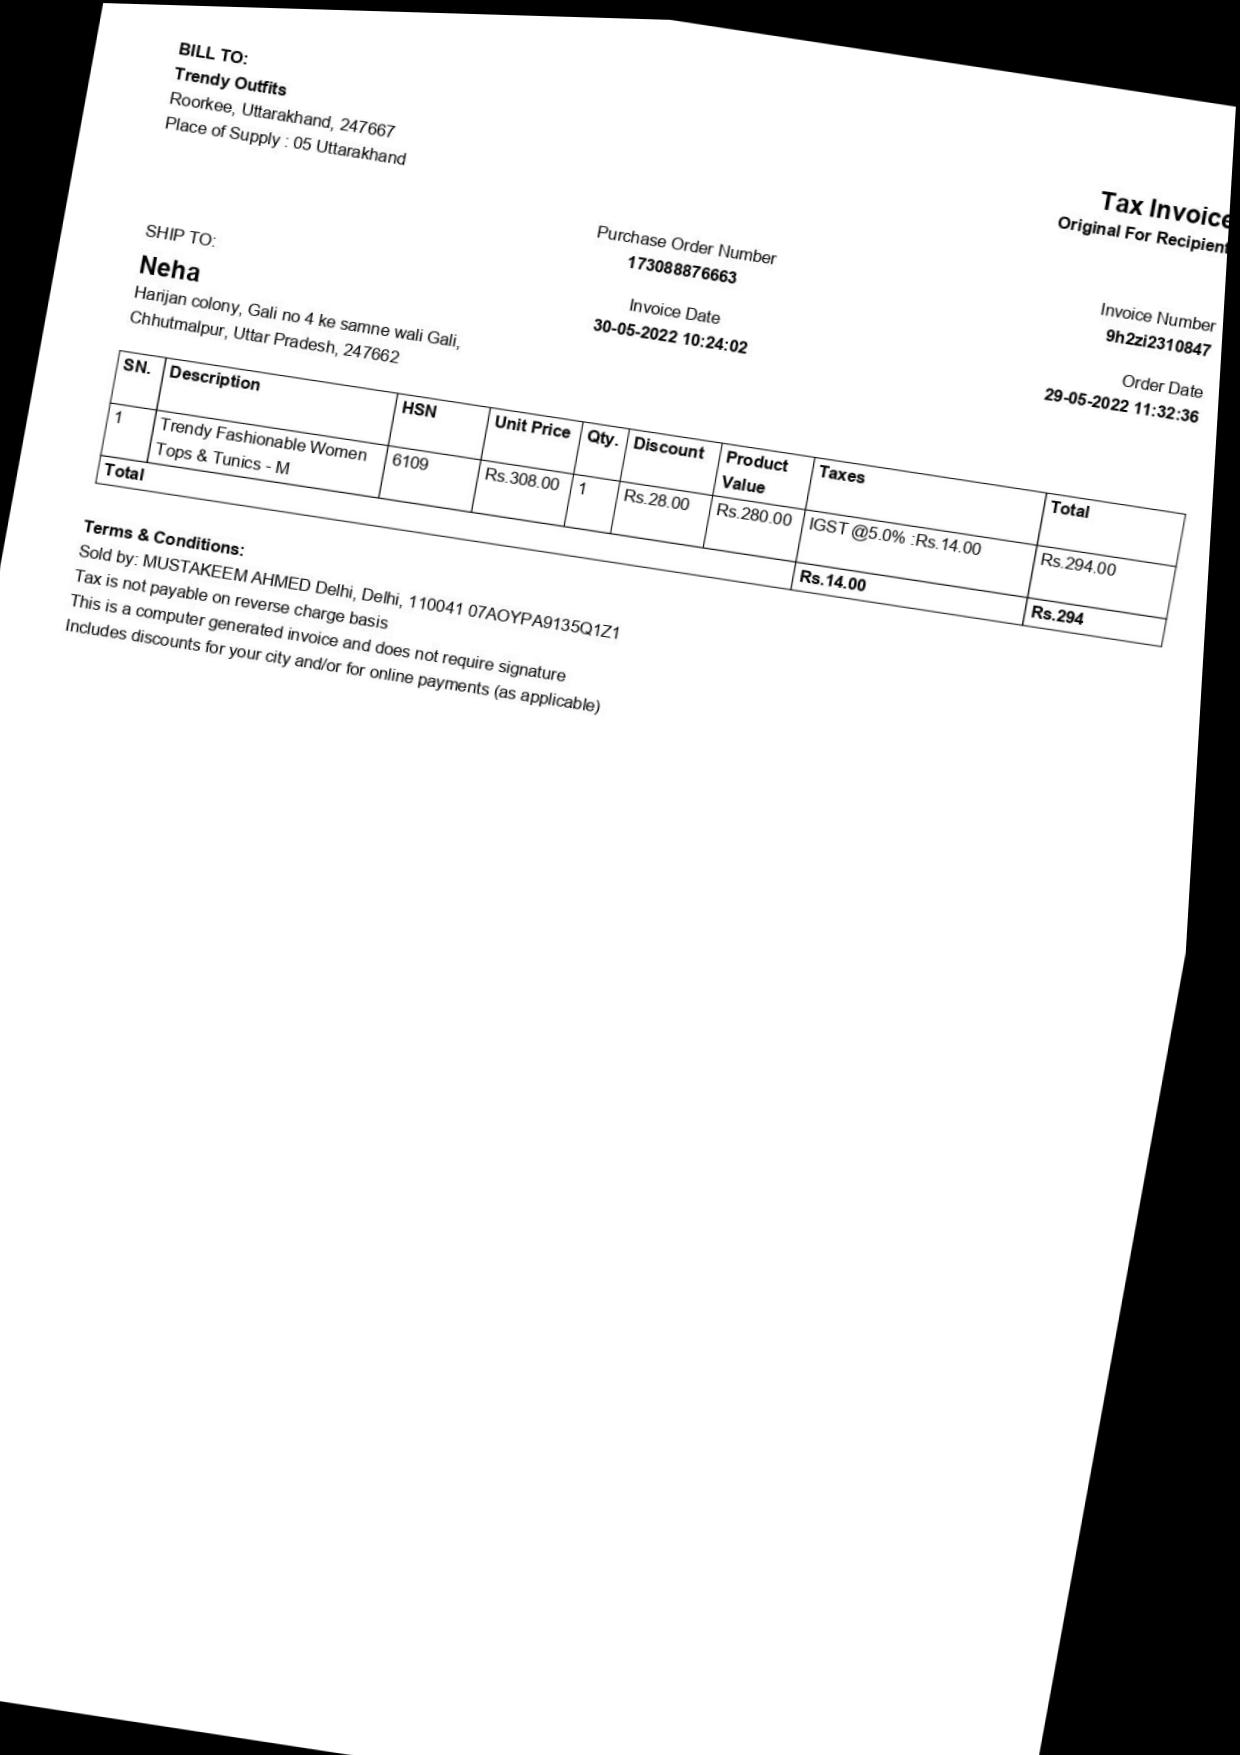 BILL TO:
Trendy Outfits
Roorkee, Uttarakhand, 247667
Place of Supply : 05 Uttarakhand
Tax Invoice
Original For Recipient
SHIP TO:
Neha
Harijan colony, Gali no 4 ke samne wali Gali,
Chhutmalpur, Uttar Pradesh, 247662
Purchase Order Number
173088876663
Invoice Date
30-05-2022 10:24:02
Invoice Number
9h2zi2310847
Order Date
29-05-2022 11:32:36
SN. Description HSN Unit Price Qty. Discount Product Value Taxes Total
1 Trendy Fashionable Women 6109 Rs.308.00 1 Rs.28.00 Rs.280.00 IGST @5.0% :Rs.14.00 Rs.294.00
Tops & Tunics - M
Total Rs.14.00 Rs.294
Terms & Conditions:
Sold by: MUSTAKEEM AHMED Delhi, Delhi, 110041 07AOYPA9135Q1Z1
Tax is not payable on reverse charge basis
This is a computer generated invoice and does not require signature
Includes discounts for your city and/or for online payments (as applicable)